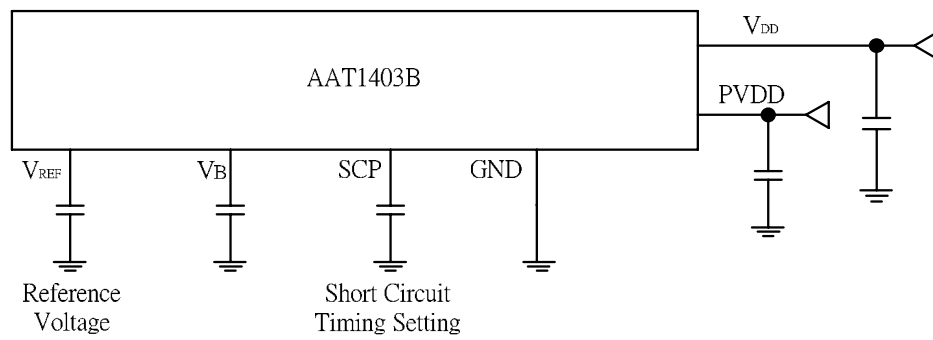 VDD
AAT1403B
PVDD
VREF
VB
SCP
GND
Reference
Voltage
Short Circuit
Timing Setting